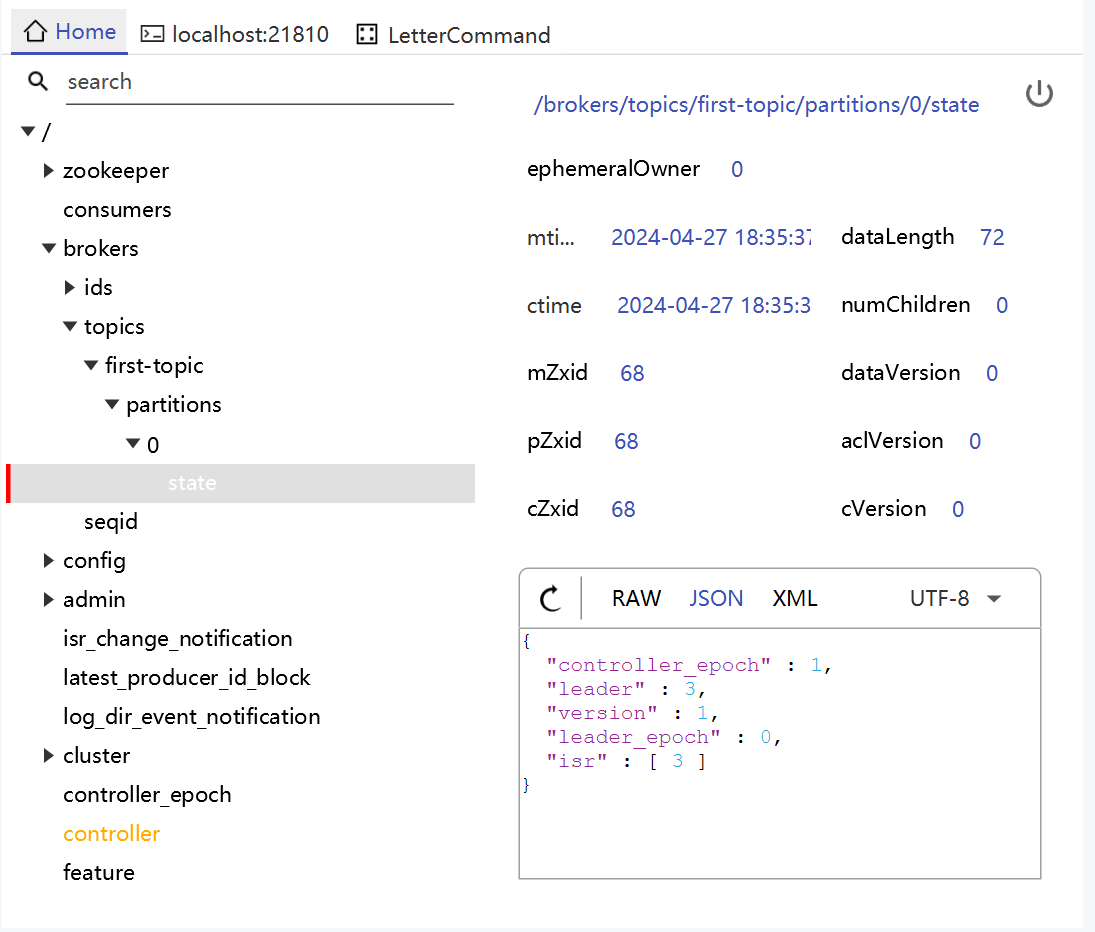 Home localhost:21810 LetterCommand
search
/
zookeeper
consumers
brokers
ids
topics
first-topic
partitions
0
state
seqid
config
admin
isr_change_notification
latest_producer_id_block
log_dir_event_notification
cluster
controller_epoch
controller
feature
/brokers/topics/first-topic/partitions/0/state
ephemeralOwner 0
mti... 2024-04-27 18:35:37 dataLength 72
ctime 2024-04-27 18:35:3 numChildren 0
mZxid 68 dataVersion 0
pZxid 68 aclVersion 0
cZxid 68 cVersion 0
RAW JSON XML UTF-8
{
"controller_epoch" : 1,
"leader" : 3,
"version" : 1,
"leader_epoch" : 0,
"isr" : [ 3 ]
}